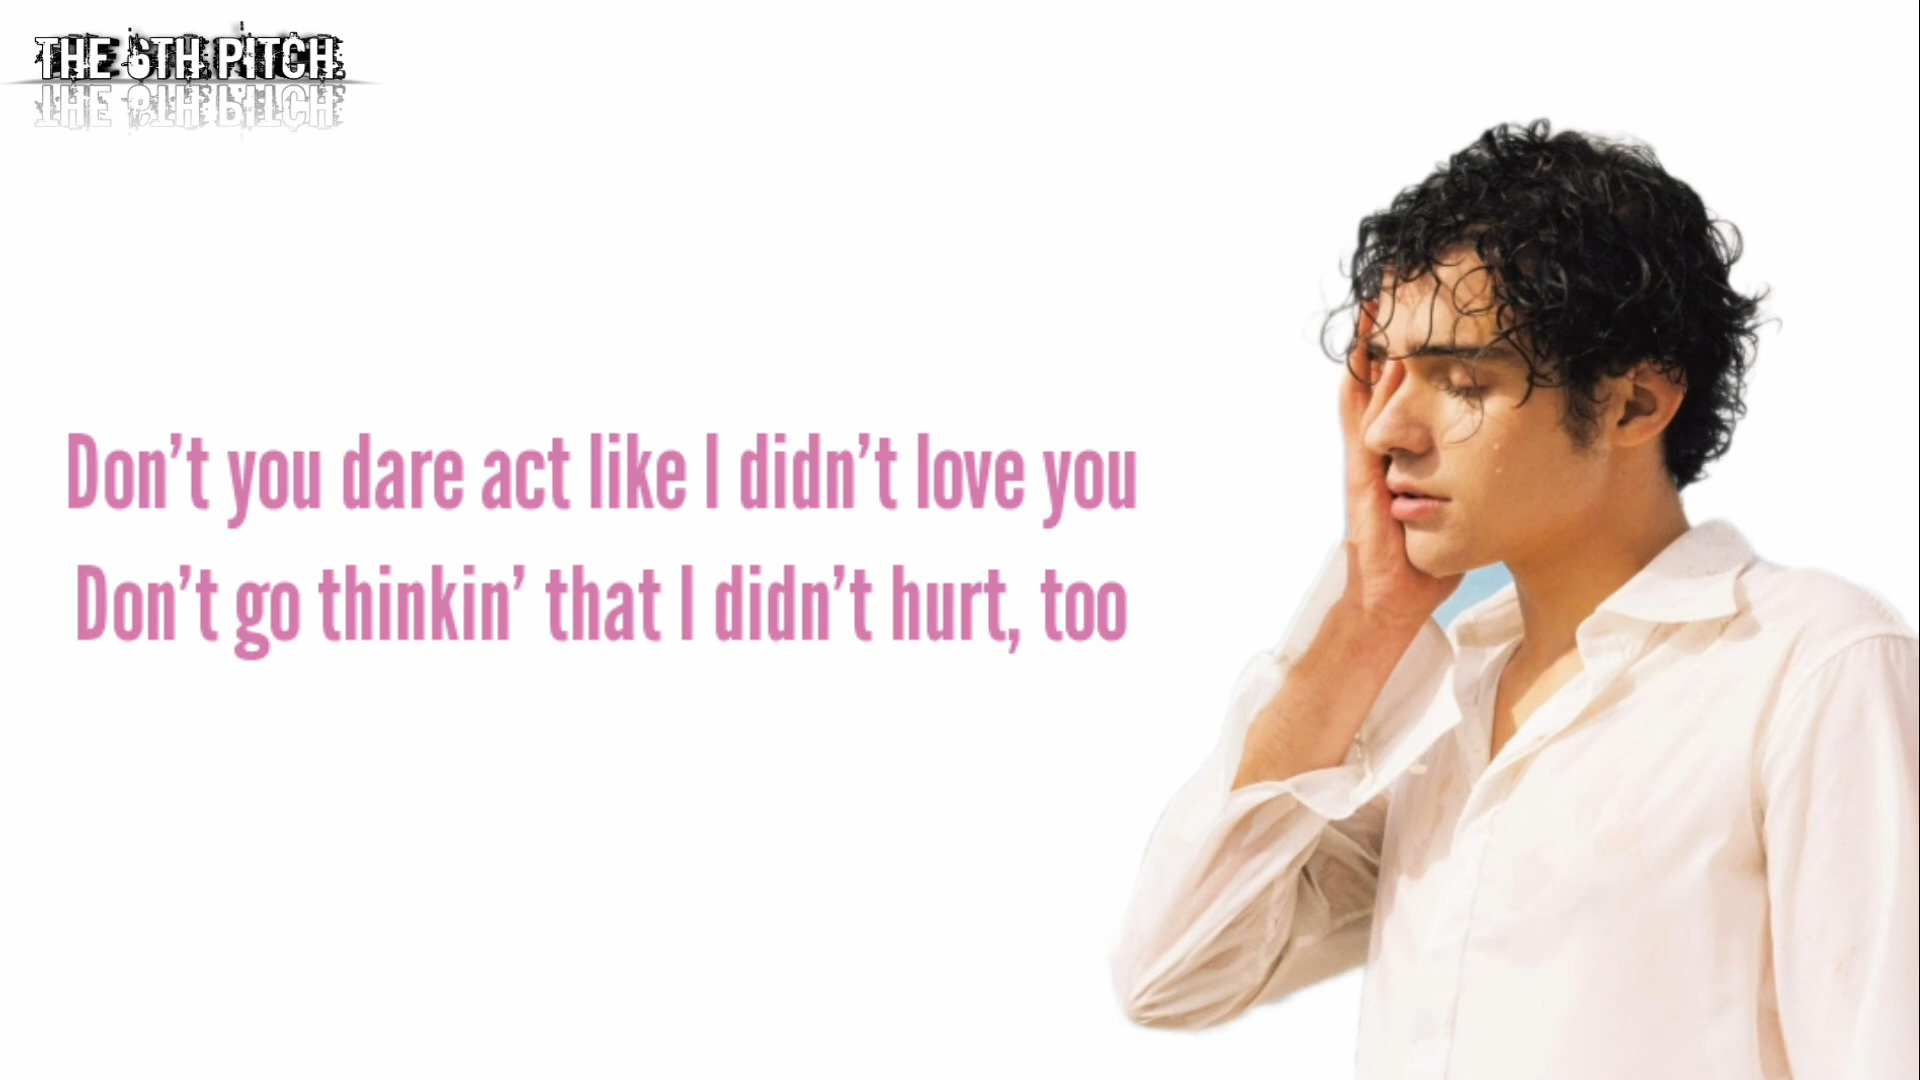 THE 6TH PITCH
Don’t you dare act like I didn’t love you
Don’t go thinkin’ that I didn’t hurt, too